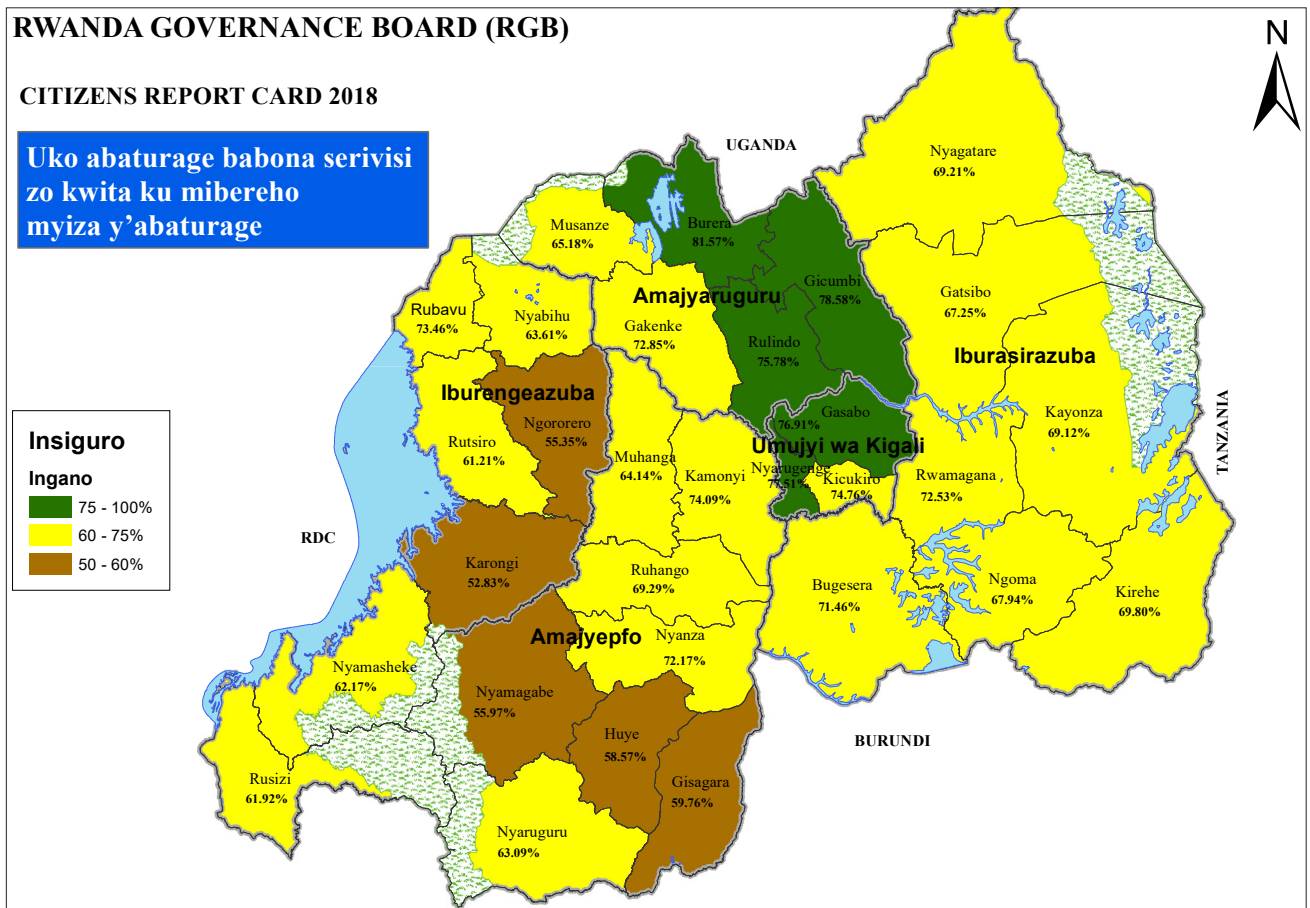 RWANDA GOVERNANCE BOARD (RGB)
CITIZENS REPORT CARD 2018
Uko abaturage babona serivisi
zo kwita ku mibereho
myiza y'abaturage
N
UGANDA
Nyagatare
69.21%
Musanze
65.18%
Burera
81.57%
Gicumbi
78.58%
Amajyaruguru
Gatsibo
67.25%
Rubavu
73.46%
Nyabihu
63.61%
Gakenke
72.85%
Rulindo
75.78%
Iburasirazuba
Iburengeazuba
Ngororero
55.35%
Gasabo
76.91%
Kayonza
69.12%
TANZANIA
Rutsiro
61.21%
Muhanga
64.14%
Kamonyi
74.09%
Umujyi wa Kigali
Nyarugenge
77.51%
Kicukiro
74.76%
Rwamagana
72.53%
Insiguro
Ingano
75 - 100%
60 - 75%
50 - 60%
RDC
Karongi
52.83%
Ruhango
69.29%
Bugesera
71.46%
Ngoma
67.94%
Kirehe
69.80%
Amajyepfo
Nyanza
72.17%
Nyamasheke
62.17%
Nyamagabe
55.97%
Huye
58.57%
BURUNDI
Rusizi
61.92%
Gisagara
59.76%
Nyaruguru
63.09%